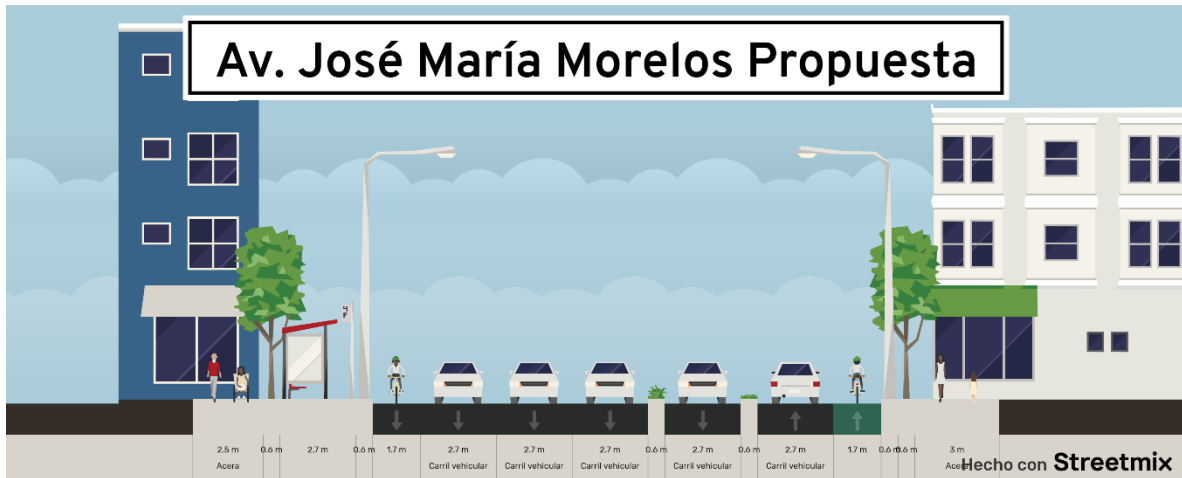 Av. José María Morelos Propuesta
2.5 m 0.6 m 2.7 m 0.6 m 1.7 m 2.7 m 2.7 m 2.7 m 0.6 m 2.7 m 0.6 m 2.7 m 1.7 m 0.6 m 0.6 m 3 m
Acera Carril vehicular Carril vehicular Carril vehicular Carril vehicular Carril vehicular Acera
Hecho con Streetmix